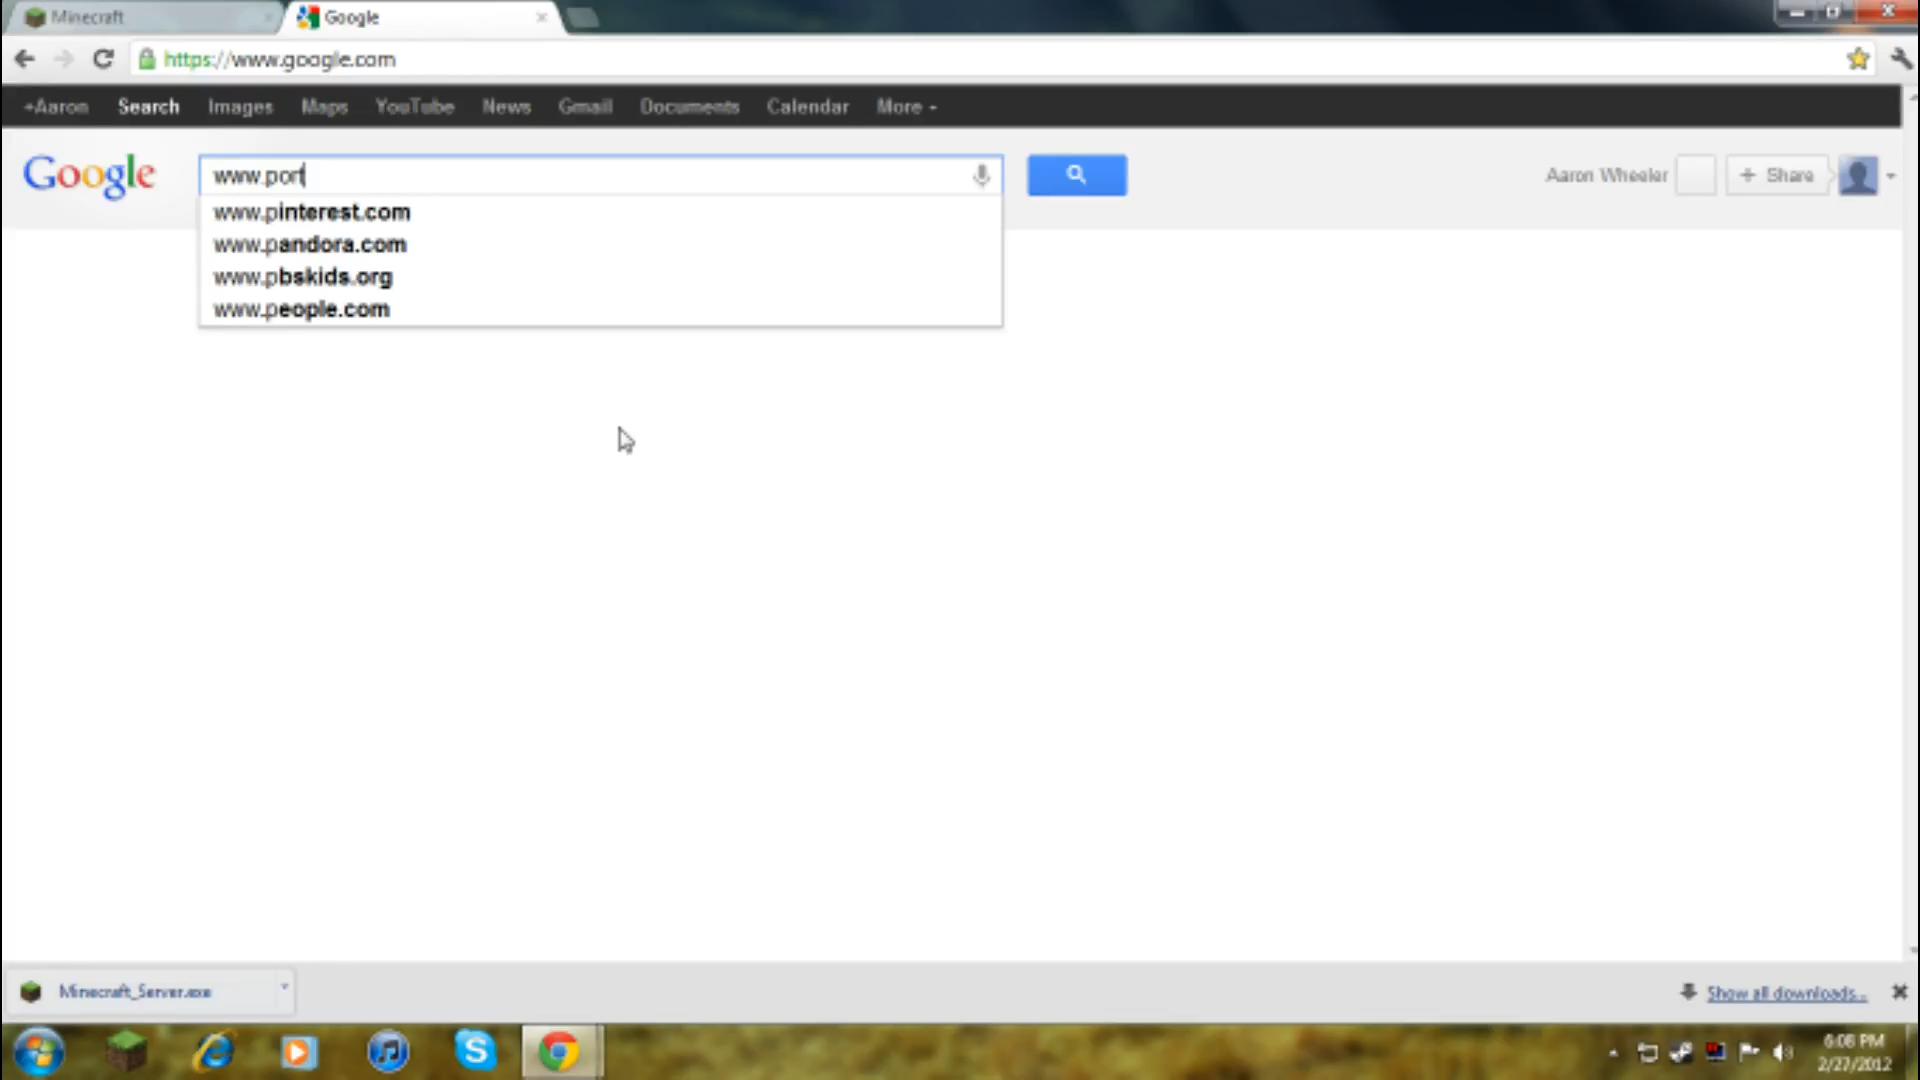 Minecraft
Google
https://www.google.com
+Aaron Search Images Maps YouTube News Gmail Documents Calendar More
Google
www.port
Aaron Wheeler
+ Share
www.pinterest.com
www.pandora.com
www.pbskids.org
www.people.com
Minecraft_Server.exe
Show all downloads...
6:08 PM
2/27/2012